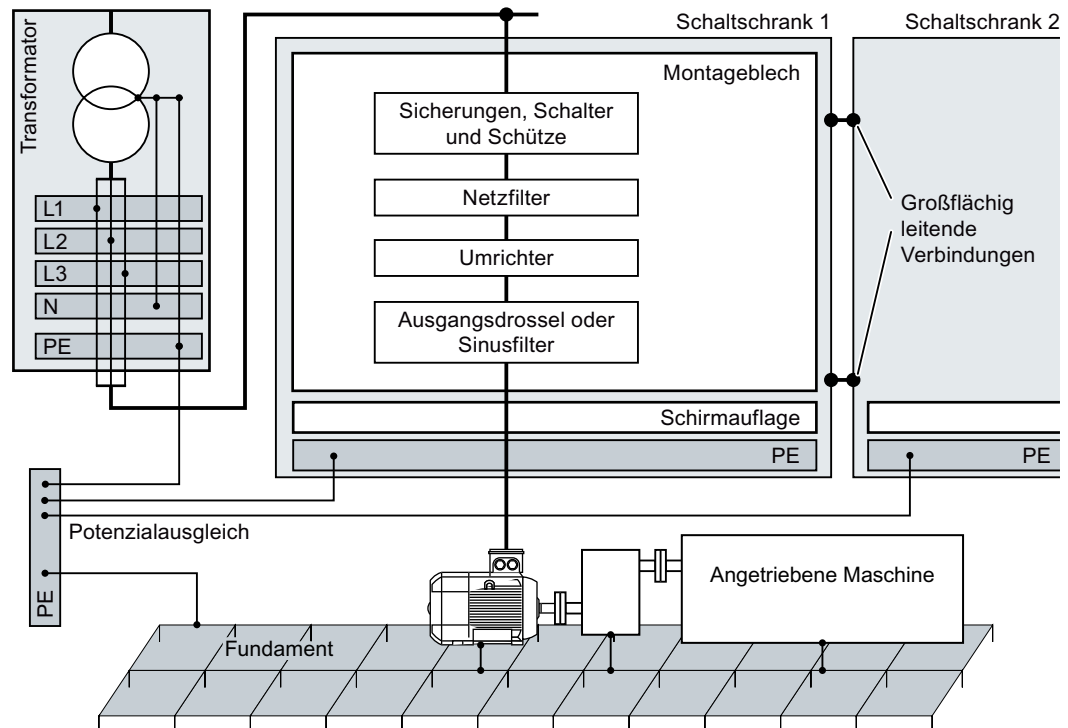 Transformator
L1
L2
L3
N
PE
Schaltschrank 1
Montageblech
Sicherungen, Schalter
und Schütze
Netzfilter
Umrichter
Ausgangsdrossel oder
Sinusfilter
Schirmauflage
PE
Schaltschrank 2
Großflächig
leitende
Verbindungen
PE
Potenzialausgleich
PE
Angetriebene Maschine
Fundament